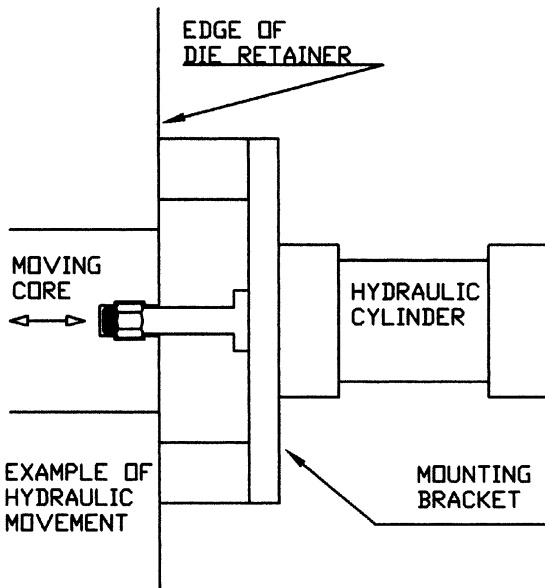 EDGE OF
DIE RETAINER
MOVING
CORE
HYDRAULIC
CYLINDER
EXAMPLE OF
HYDRAULIC
MOVEMENT
MOUNTING
BRACKET